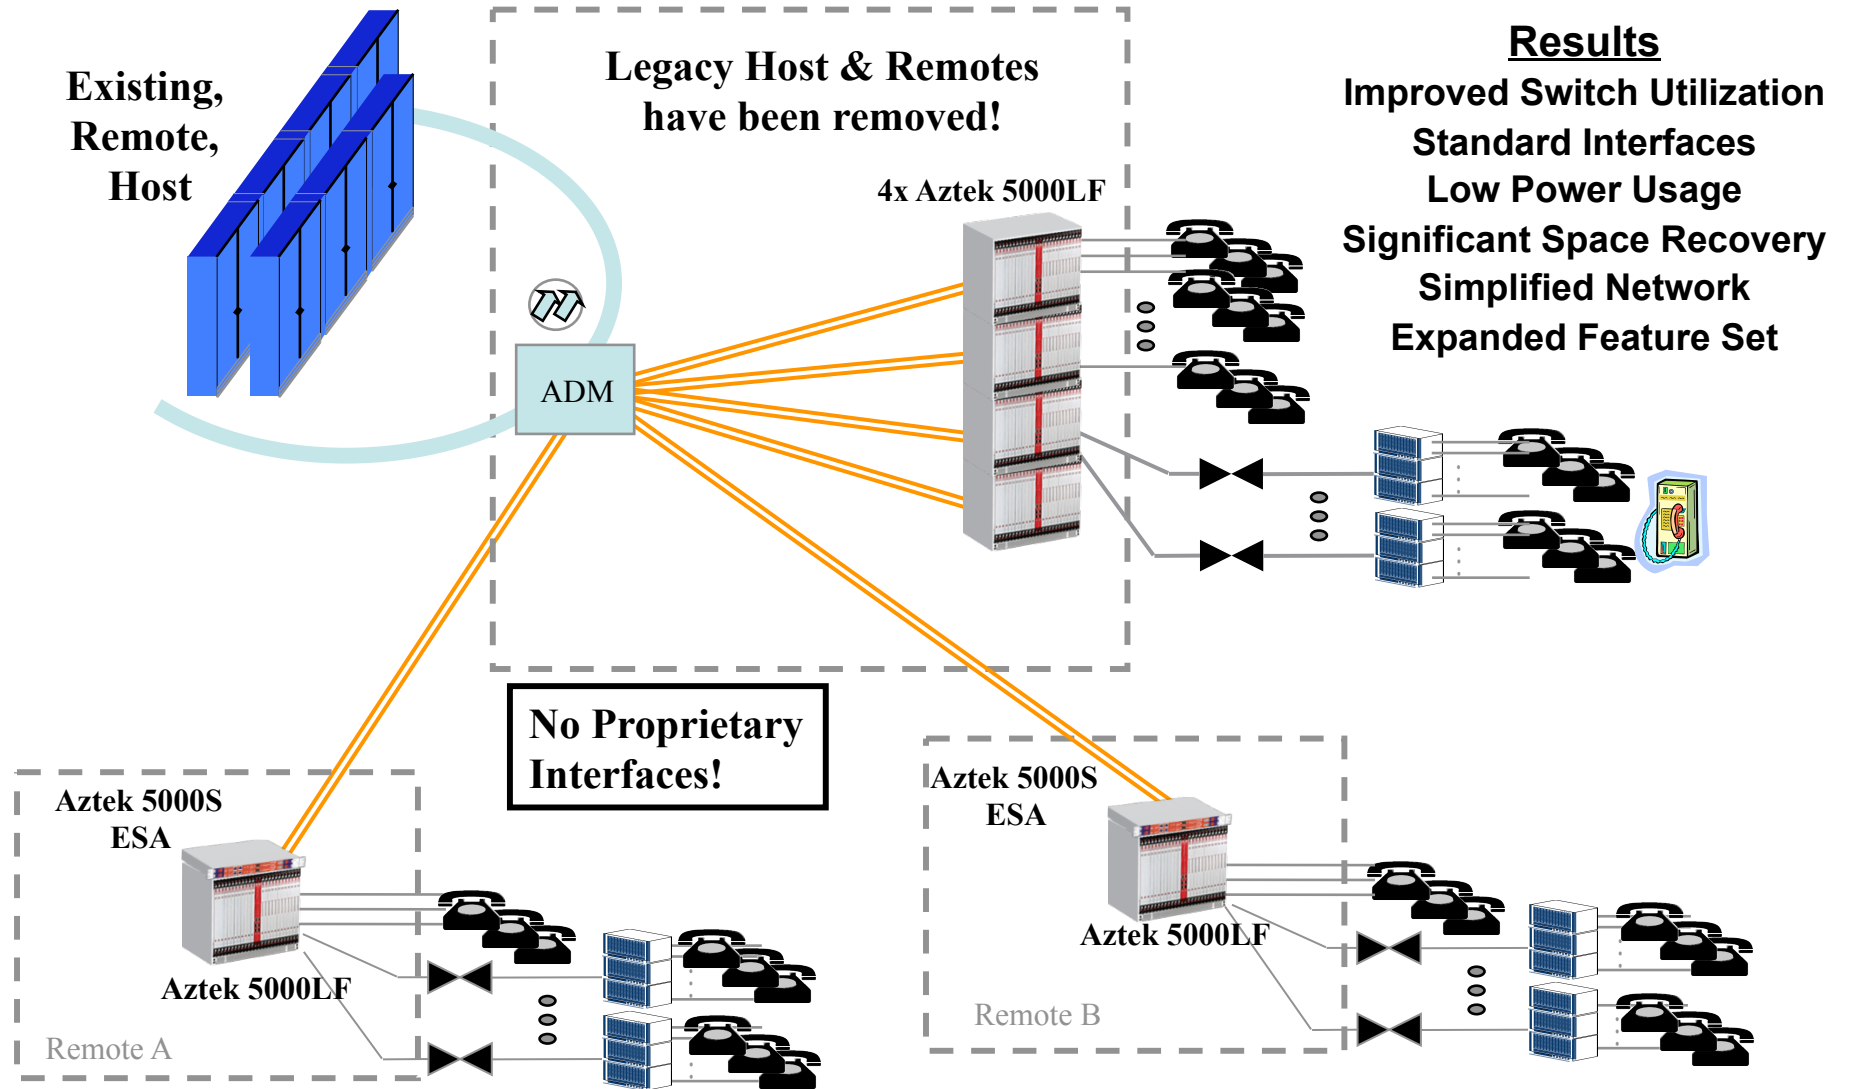 Existing,
Remote,
Host
Legacy Host & Remotes
have been removed!
4x Aztek 5000LF
Results
Improved Switch Utilization
Standard Interfaces
Low Power Usage
Significant Space Recovery
Simplified Network
Expanded Feature Set
ADM
No Proprietary
Interfaces!
Aztek 5000S
ESA
Aztek 5000LF
Remote A
Aztek 5000S
ESA
Aztek 5000LF
Remote B